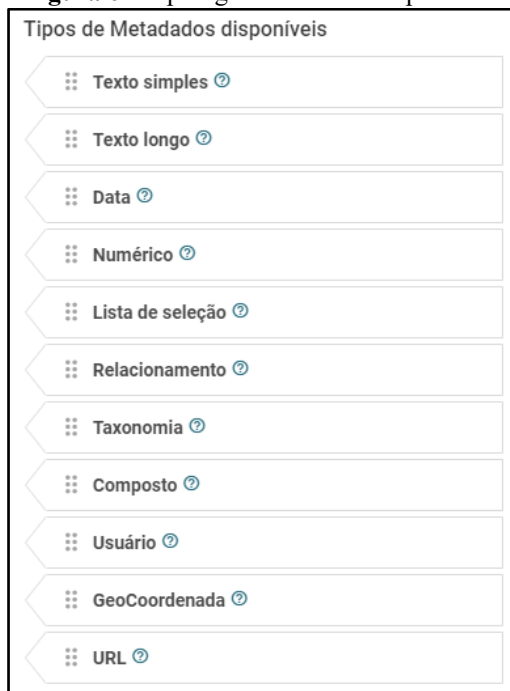 Tipos de Metadados disponíveis
Texto simples
Texto longo
Data
Numérico
Lista de seleção
Relacionamento
Taxonomia
Composto
Usuário
GeoCoordenada
URL